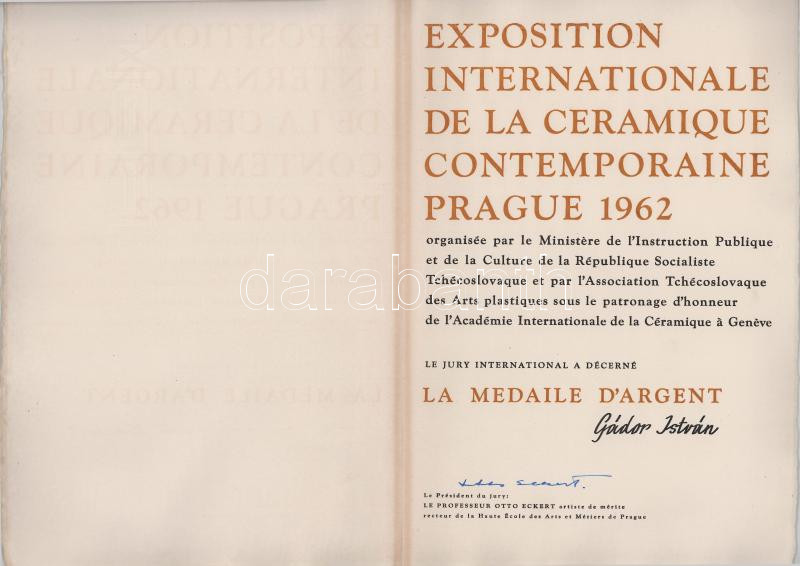 EXPOSITION
INTERNATIONALE
DE LA CERAMIQUE
CONTEMPORAINE
PRAGUE 1962
organisée par le Ministère de l'Instruction Publique
et de la Culture de la République Socialiste
Tchécoslovaque et par l'Association Tchécoslovaque
des Arts plastiques sous le patronage d'honneur
de l'Académie Internationale de la Céramique à Genève
darabanth
LE JURY INTERNATIONAL A DÉCERNÉ
LA MEDAILE D'ARGENT
Gádor István
Otto Eckert.
Le Président du jury:
LE PROFESSEUR OTTO ECKERT artiste de mérite
recteur de la Haute École des Arts et Métiers de Prague